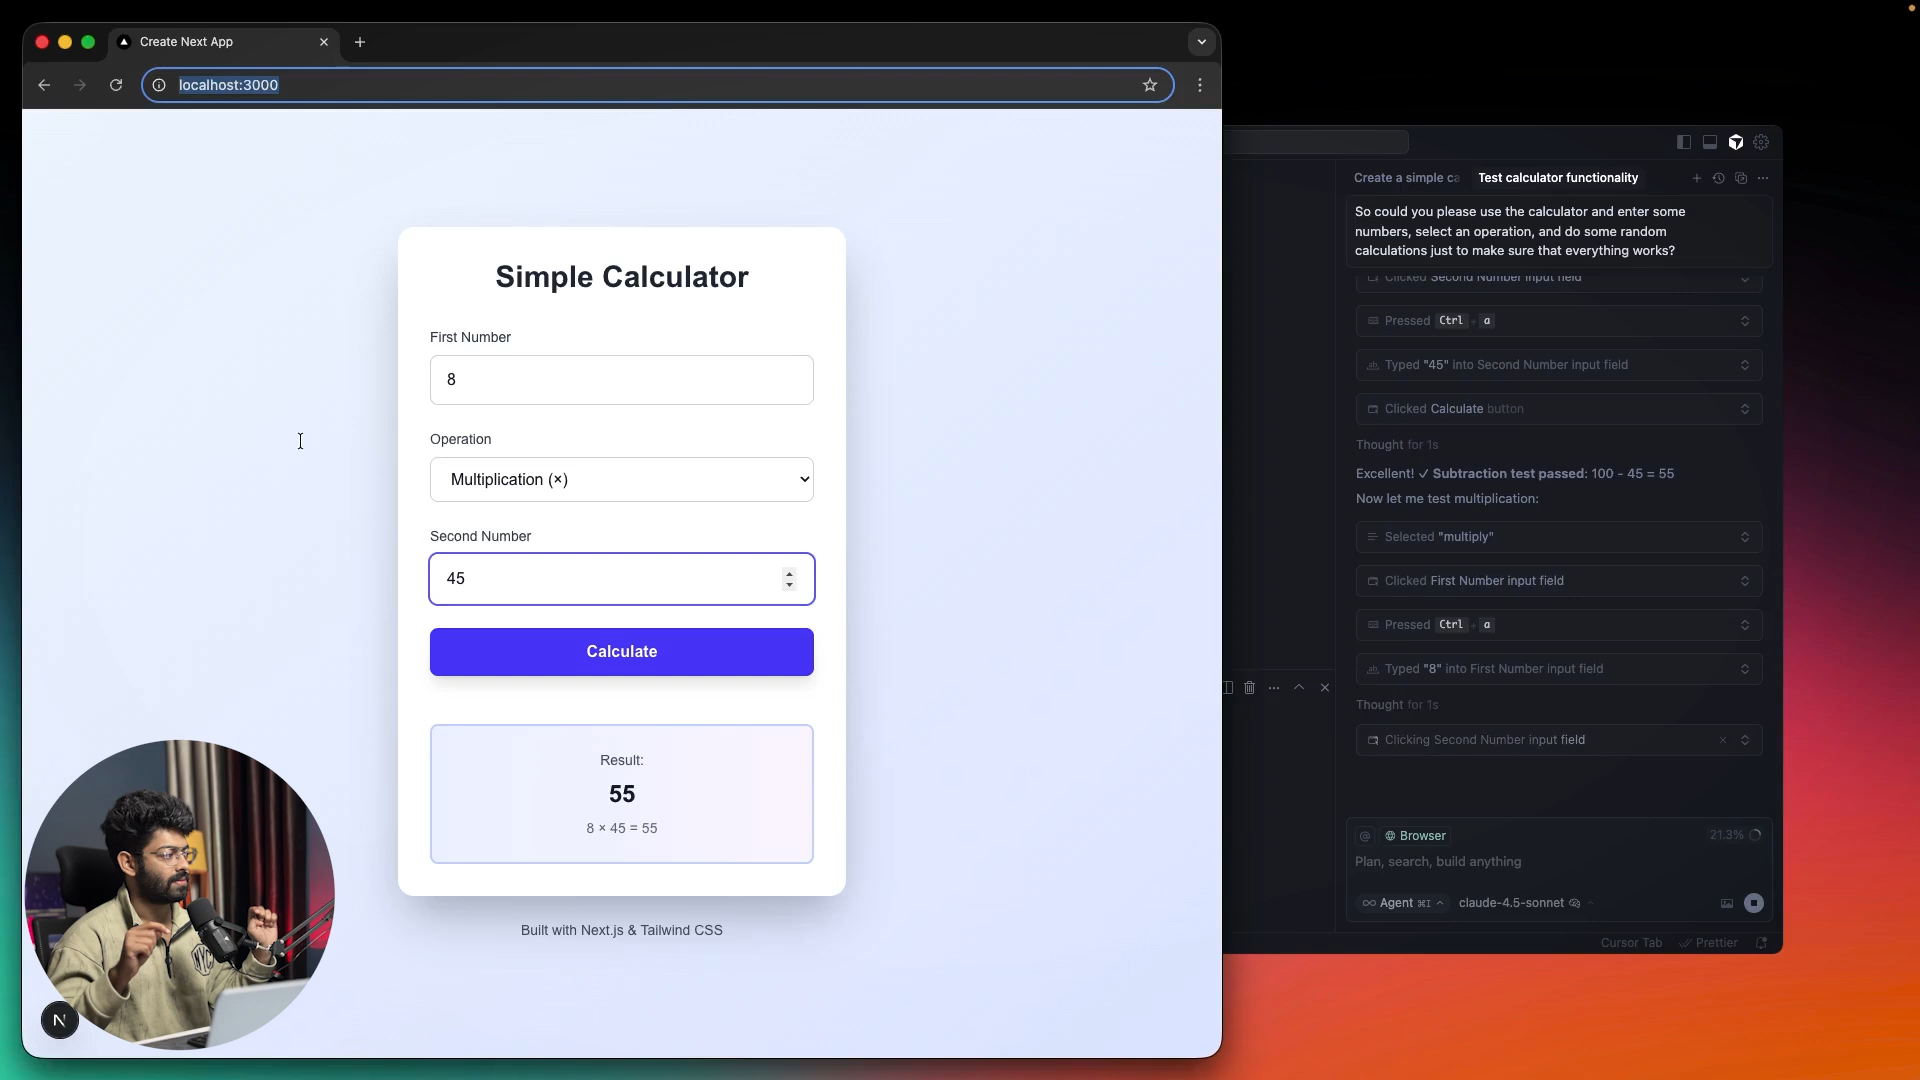 Create Next App
localhost:3000
Simple Calculator
First Number
8
Operation
Multiplication (×)
Second Number
45
Calculate
Result:
55
8 × 45 = 55
Built with Next.js & Tailwind CSS
N
NYC
Create a simple ca
Test calculator functionality
So could you please use the calculator and enter some
numbers, select an operation, and do some random
calculations just to make sure that everything works?
Clicked Second Number input field
Pressed Ctrl + a
Typed "45" into Second Number input field
Clicked Calculate button
Thought for 1s
Excellent! ✓ Subtraction test passed: 100 - 45 = 55
Now let me test multiplication:
Selected "multiply"
Clicked First Number input field
Pressed Ctrl + a
Typed "8" into First Number input field
Thought for 1s
Clicking Second Number input field
@ Browser
21.3%
Plan, search, build anything
Agent ⌘I
claude-4.5-sonnet
Cursor Tab
Prettier